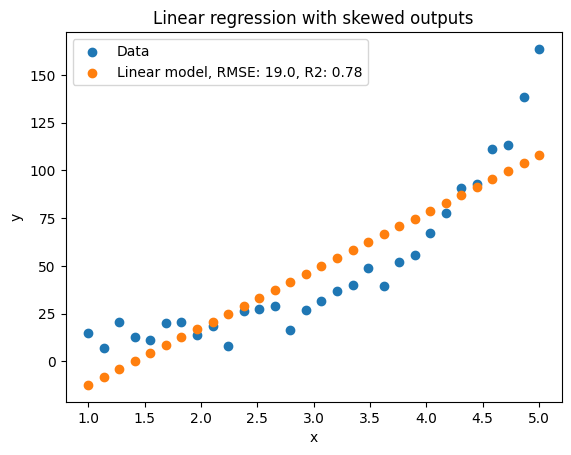 Linear regression with skewed outputs
Data
Linear model, RMSE: 19.0, R2: 0.78
150
125
100
75
50
25
0
y
1.0 1.5 2.0 2.5 3.0 3.5 4.0 4.5 5.0
x